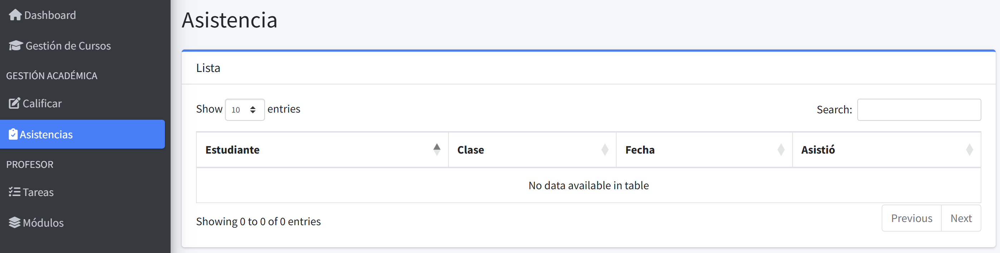 Dashboard
Gestión de Cursos
GESTIÓN ACADÉMICA
Calificar
Asistencias
PROFESOR
Tareas
Módulos
Asistencia
Lista
Show 10 entries
Search:
Estudiante Clase Fecha Asistió
No data available in table
Showing 0 to 0 of 0 entries
Previous Next